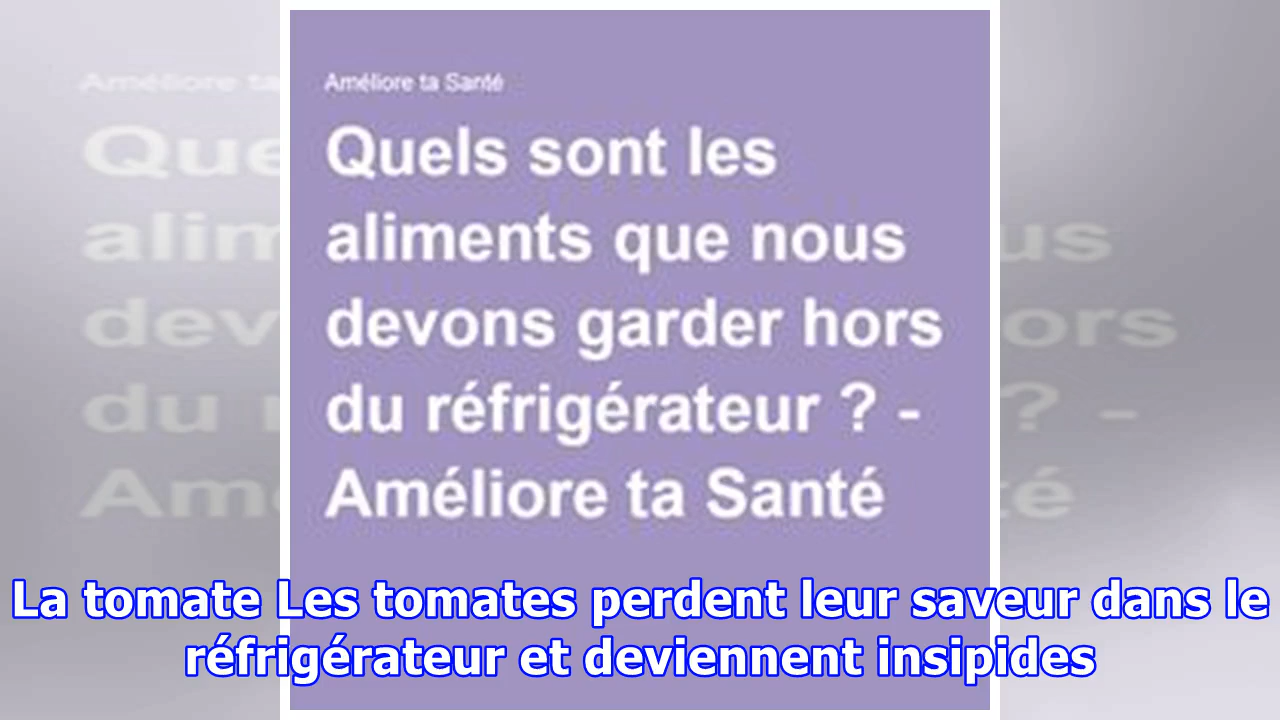 Améliore ta Santé
Quels sont les
aliments que nous
devons garder hors
du réfrigérateur ? -
Améliore ta Santé
La tomate Les tomates perdent leur saveur dans le
réfrigérateur et deviennent insipides